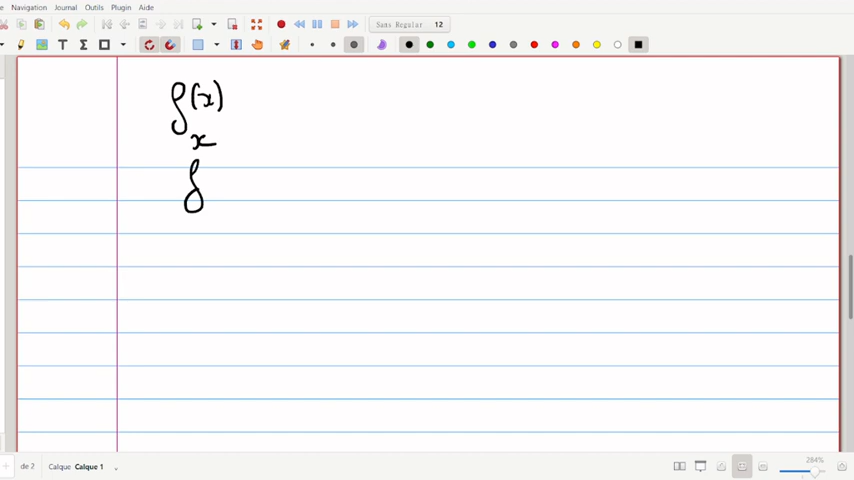 Navigation Journal Outils Plugin Aide
Sans Regular 12
f(x)
x
f
de 2 Calque Calque 1
284%